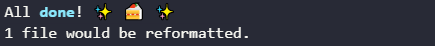 All done! ✨ 🍰 ✨
1 file would be reformatted.